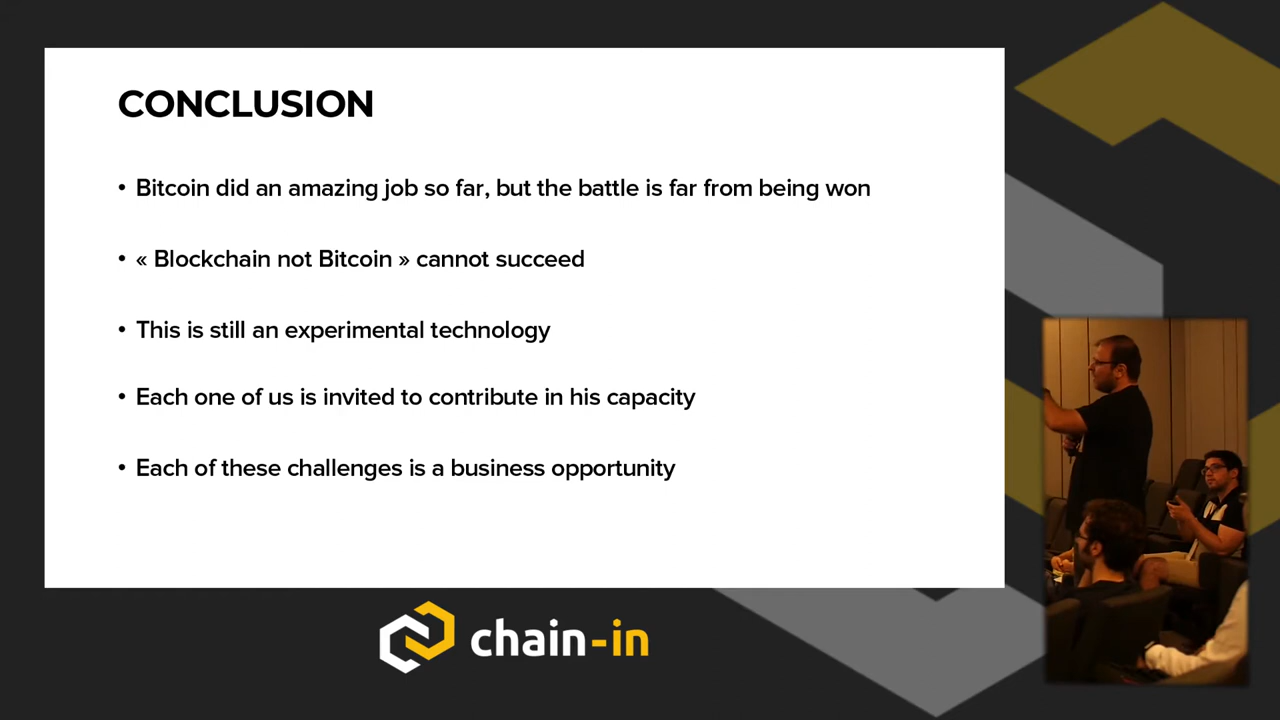 CONCLUSION
• Bitcoin did an amazing job so far, but the battle is far from being won
• « Blockchain not Bitcoin » cannot succeed
• This is still an experimental technology
• Each one of us is invited to contribute in his capacity
• Each of these challenges is a business opportunity
chain-in